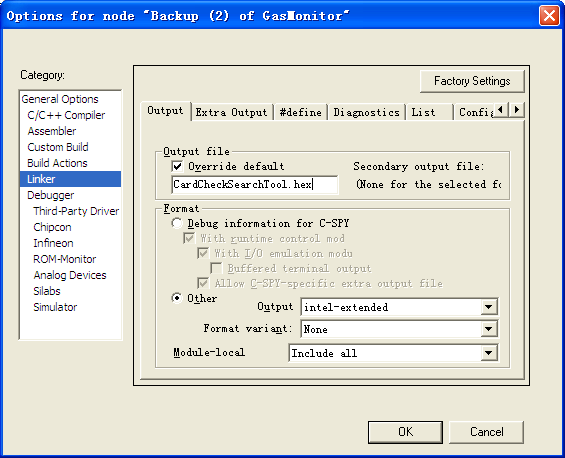 Options for node "Backup (2) of GasMonitor"
Category:
General Options
C/C++ Compiler
Assembler
Custom Build
Build Actions
Linker
Debugger
Third-Party Driver
Chipcon
Infineon
ROM-Monitor
Analog Devices
Silabs
Simulator
Factory Settings
Output
Extra Output
#define
Diagnostics
List
Config
Output file
Override default
Secondary output file:
CardCheckSearchTool.hex
(None for the selected fo
Format
Debug information for C-SPY
With runtime control mod
With I/O emulation modu
Buffered terminal output
Allow C-SPY-specific extra output file
Other
Output
intel-extended
Format variant:
None
Module-local
Include all
OK
Cancel